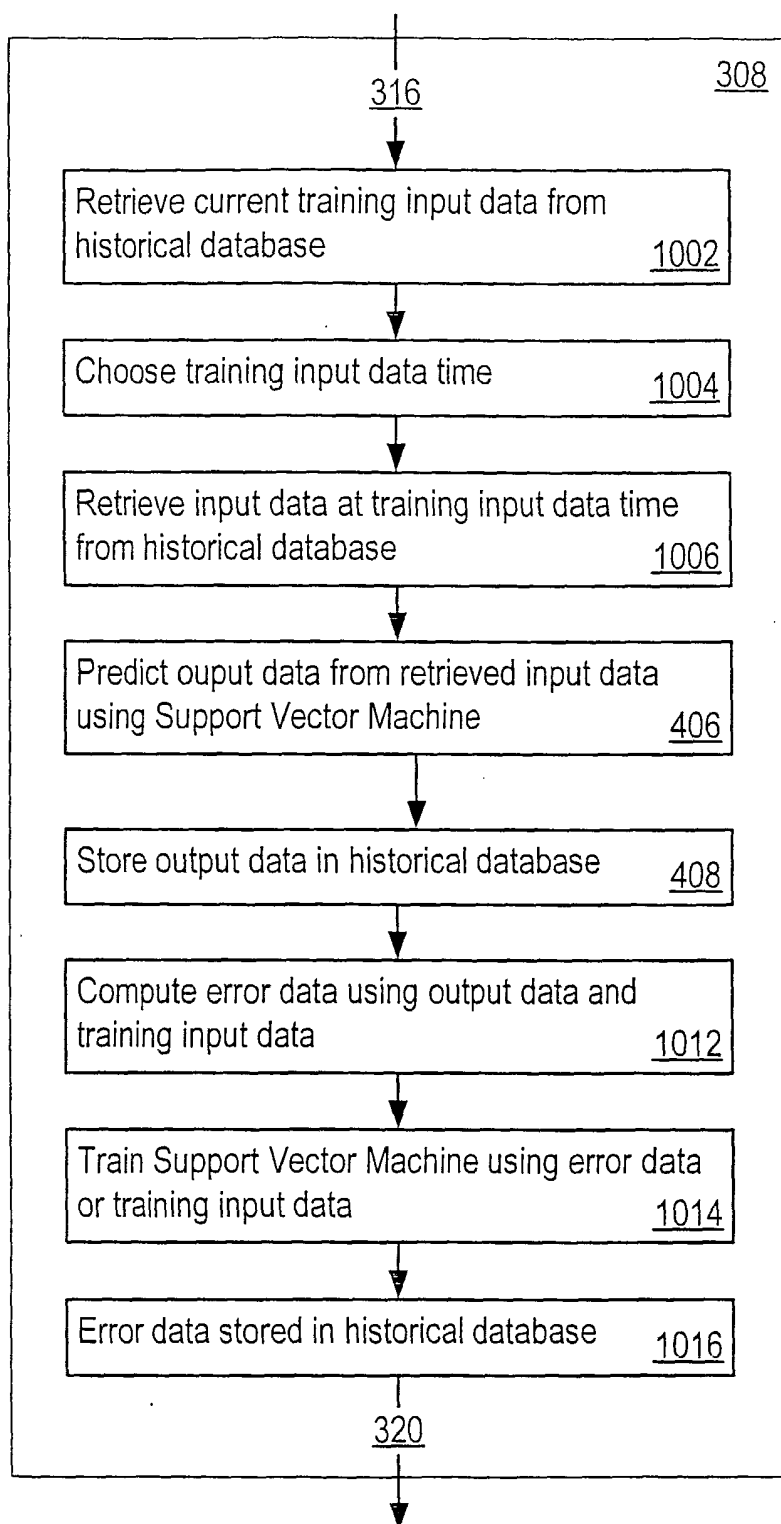 308
316
Retrieve current training input data from
historical database 1002
Choose training input data time 1004
Retrieve input data at training input data time
from historical database 1006
Predict ouput data from retrieved input data
using Support Vector Machine 406
Store output data in historical database 408
Compute error data using output data and
training input data 1012
Train Support Vector Machine using error data
or training input data 1014
Error data stored in historical database 1016
320